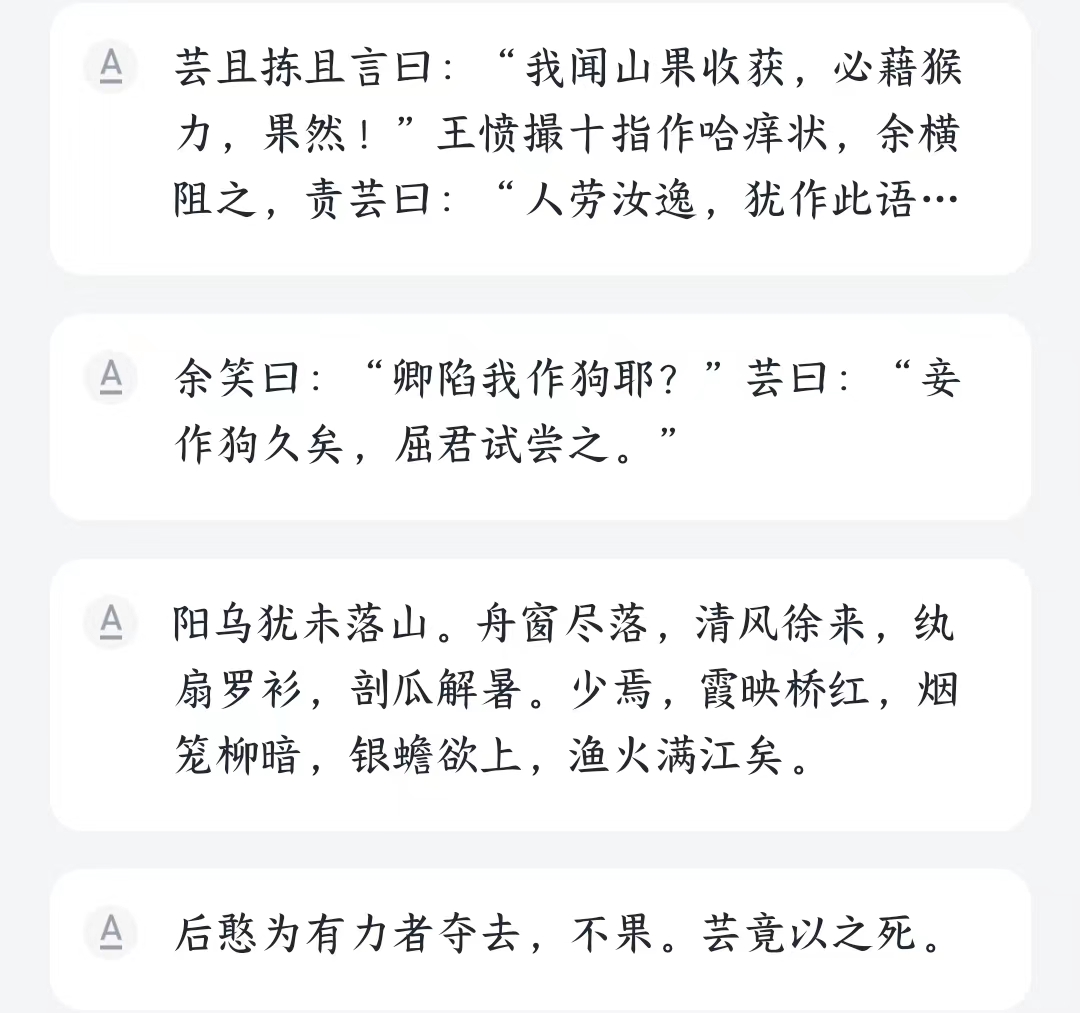 芸且拣且言曰：“我闻山果收获，必藉猴
力，果然！”王愤撮十指作哈痒状，余横
阻之，责芸曰：“人劳汝逸，犹作此语…
余笑曰：“卿陷我作狗耶？”芸曰：“妾
作狗久矣，屈君试尝之。”
阳乌犹未落山。舟窗尽落，清风徐来，纨
扇罗衫，剖瓜解暑。少焉，霞映桥红，烟
笼柳暗，银蟾欲上，渔火满江矣。
后憨为有力者夺去，不果。芸竟以之死。